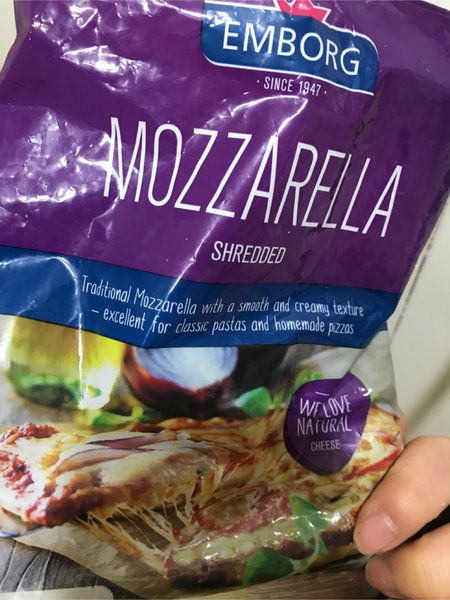 EMBORG
· SINCE 1947 ·
MOZZARELLA
SHREDDED
Traditional Mozzarella with a smooth and creamy texture
– excellent for classic pastas and homemade pizzas
WE LOVE
NATURAL
CHEESE